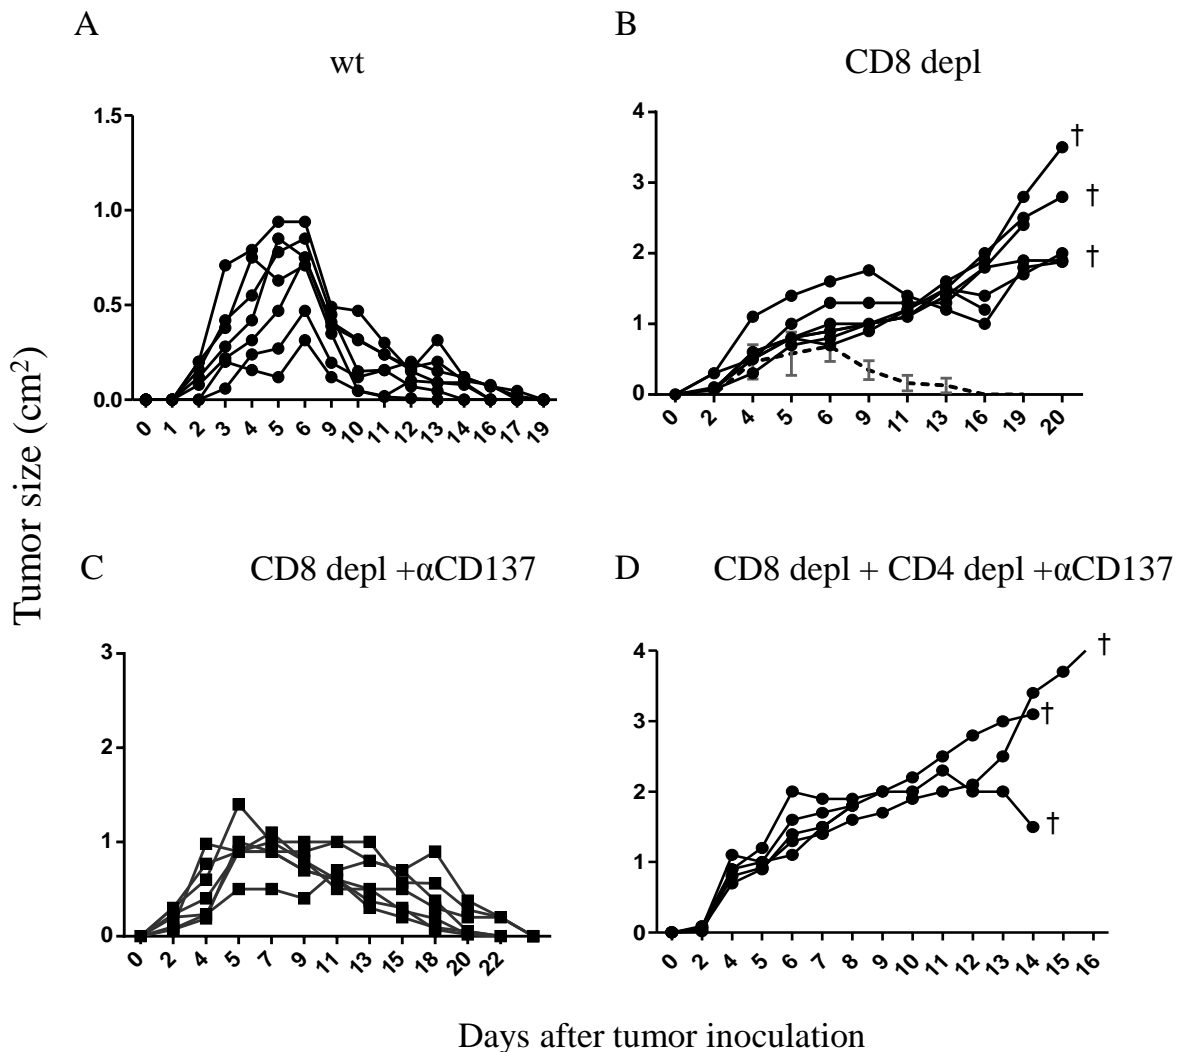 A
wt
1.5
1.0
0.5
0.0
0 1 2 3 4 5 6 9 10 11 12 13 14 16 17 19
B
CD8 depl
4
3
2
1
0
†
†
†
0 2 4 5 6 9 11 13 16 19 20
Tumor size (cm²)
C
CD8 depl +αCD137
3
2
1
0
0 2 4 5 7 9 11 13 15 18 20 22
D
CD8 depl + CD4 depl +αCD137
4
3
2
1
0
†
†
†
0 2 4 5 6 7 8 9 10 11 12 13 14 15 16
Days after tumor inoculation